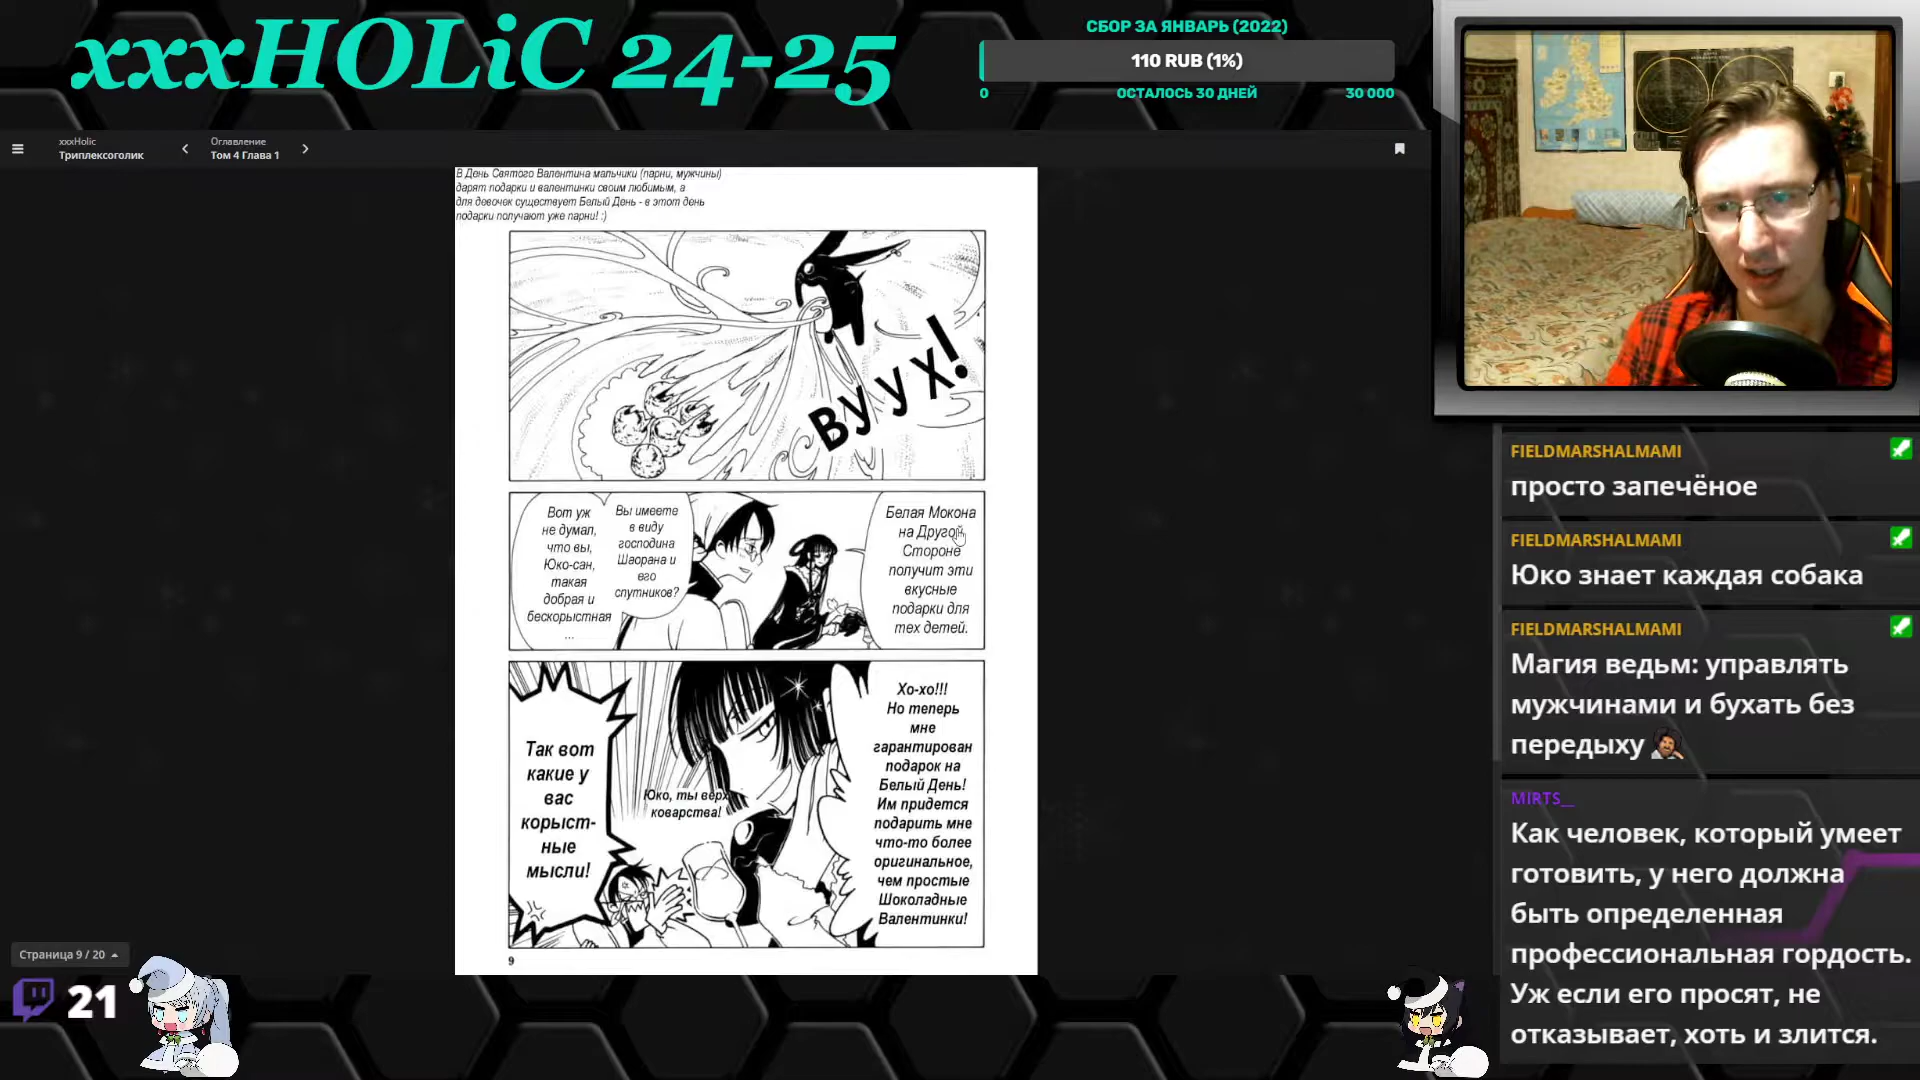 xxxHOLiC 24-25
СБОР ЗА ЯНВАРЬ (2022)
110 RUB (1%)
0
ОСТАЛОСЬ 30 ДНЕЙ
30 000
xxxHolic
Триплексоголик
Оглавление
Том 4 Глава 1
В День Святого Валентина мальчики (парни, мужчины)
дарят подарки и валентинки своим любимым, а
для девочек существует Белый День - в этот день
подарки получают уже парни! :)
ВУУХ!
Белая Мокона
на Другой
Стороне
получит эти
вкусные
подарки для
тех детей.
Вы имеете
в виду
господина
Шаорана и
его
спутников?
Вот уж
не думал,
что вы,
Юко-сан,
такая
добрая и
бескорыстная
...
Хо-хо!!!
Но теперь
мне
гарантирован
подарок на
Белый День!
Им придется
подарить мне
что-то более
оригинальное,
чем простые
Шоколадные
Валентинки!
Юко, ты верх
коварства!
Так вот
какие у
вас
корыст-
ные
мысли!
9
Страница 9 / 20
21
FIELDMARSHALMAMI
просто запечёное
FIELDMARSHALMAMI
Юко знает каждая собака
FIELDMARSHALMAMI
Магия ведьм: управлять
мужчинами и бухать без
передыху
MIRTS__
Как человек, который умеет
готовить, у него должна
быть определенная
профессиональная гордость.
Уж если его просят, не
отказывает, хоть и злится.